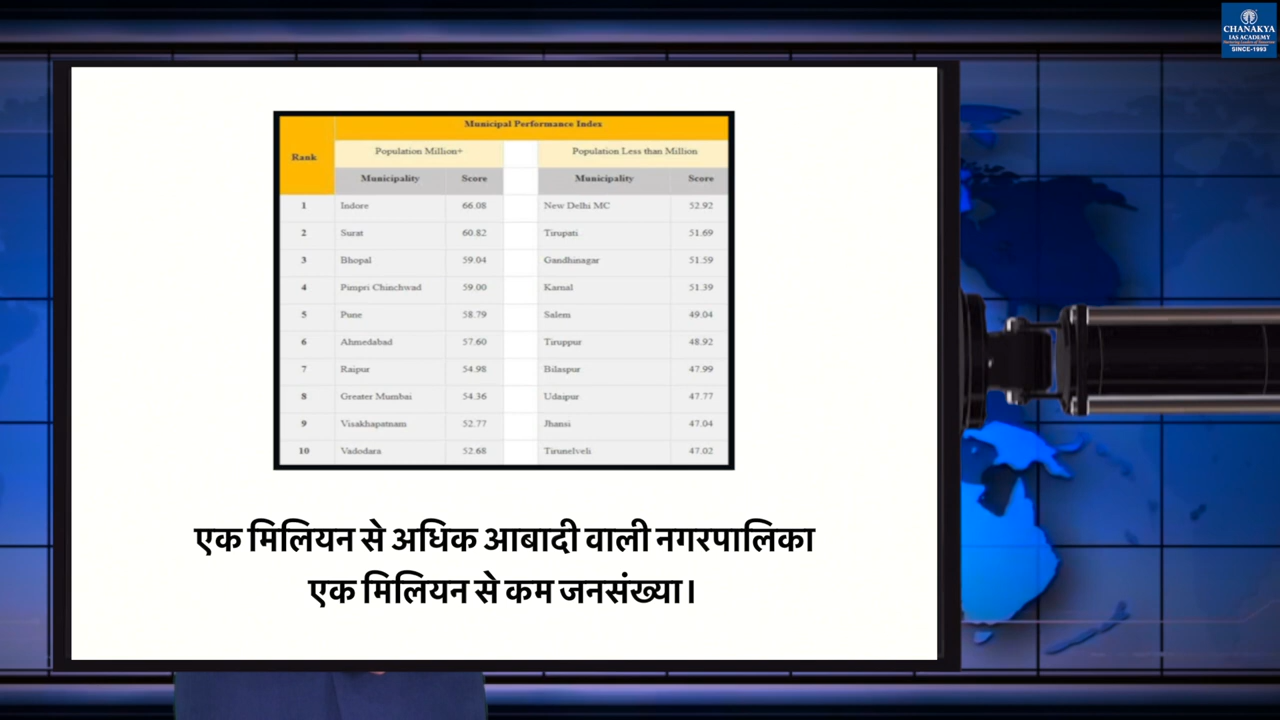 CHANAKYA
IAS ACADEMY
SINCE-1993
Municipal Performance Index
Rank Population Million+ Population Less than Million
Municipality Score Municipality Score
1 Indore 66.08 New Delhi MC 52.92
2 Surat 60.82 Tirupati 51.69
3 Bhopal 59.04 Gandhinagar 51.59
4 Pimpri Chinchwad 59.00 Karnal 51.39
5 Pune 58.79 Salem 49.04
6 Ahmedabad 57.60 Tiruppur 48.92
7 Raipur 54.98 Bilaspur 47.99
8 Greater Mumbai 54.36 Udaipur 47.77
9 Visakhapatnam 52.77 Jhansi 47.04
10 Vadodara 52.68 Tirunelveli 47.02
एक मिलियन से अधिक आबादी वाली नगरपालिका
एक मिलियन से कम जनसंख्या।